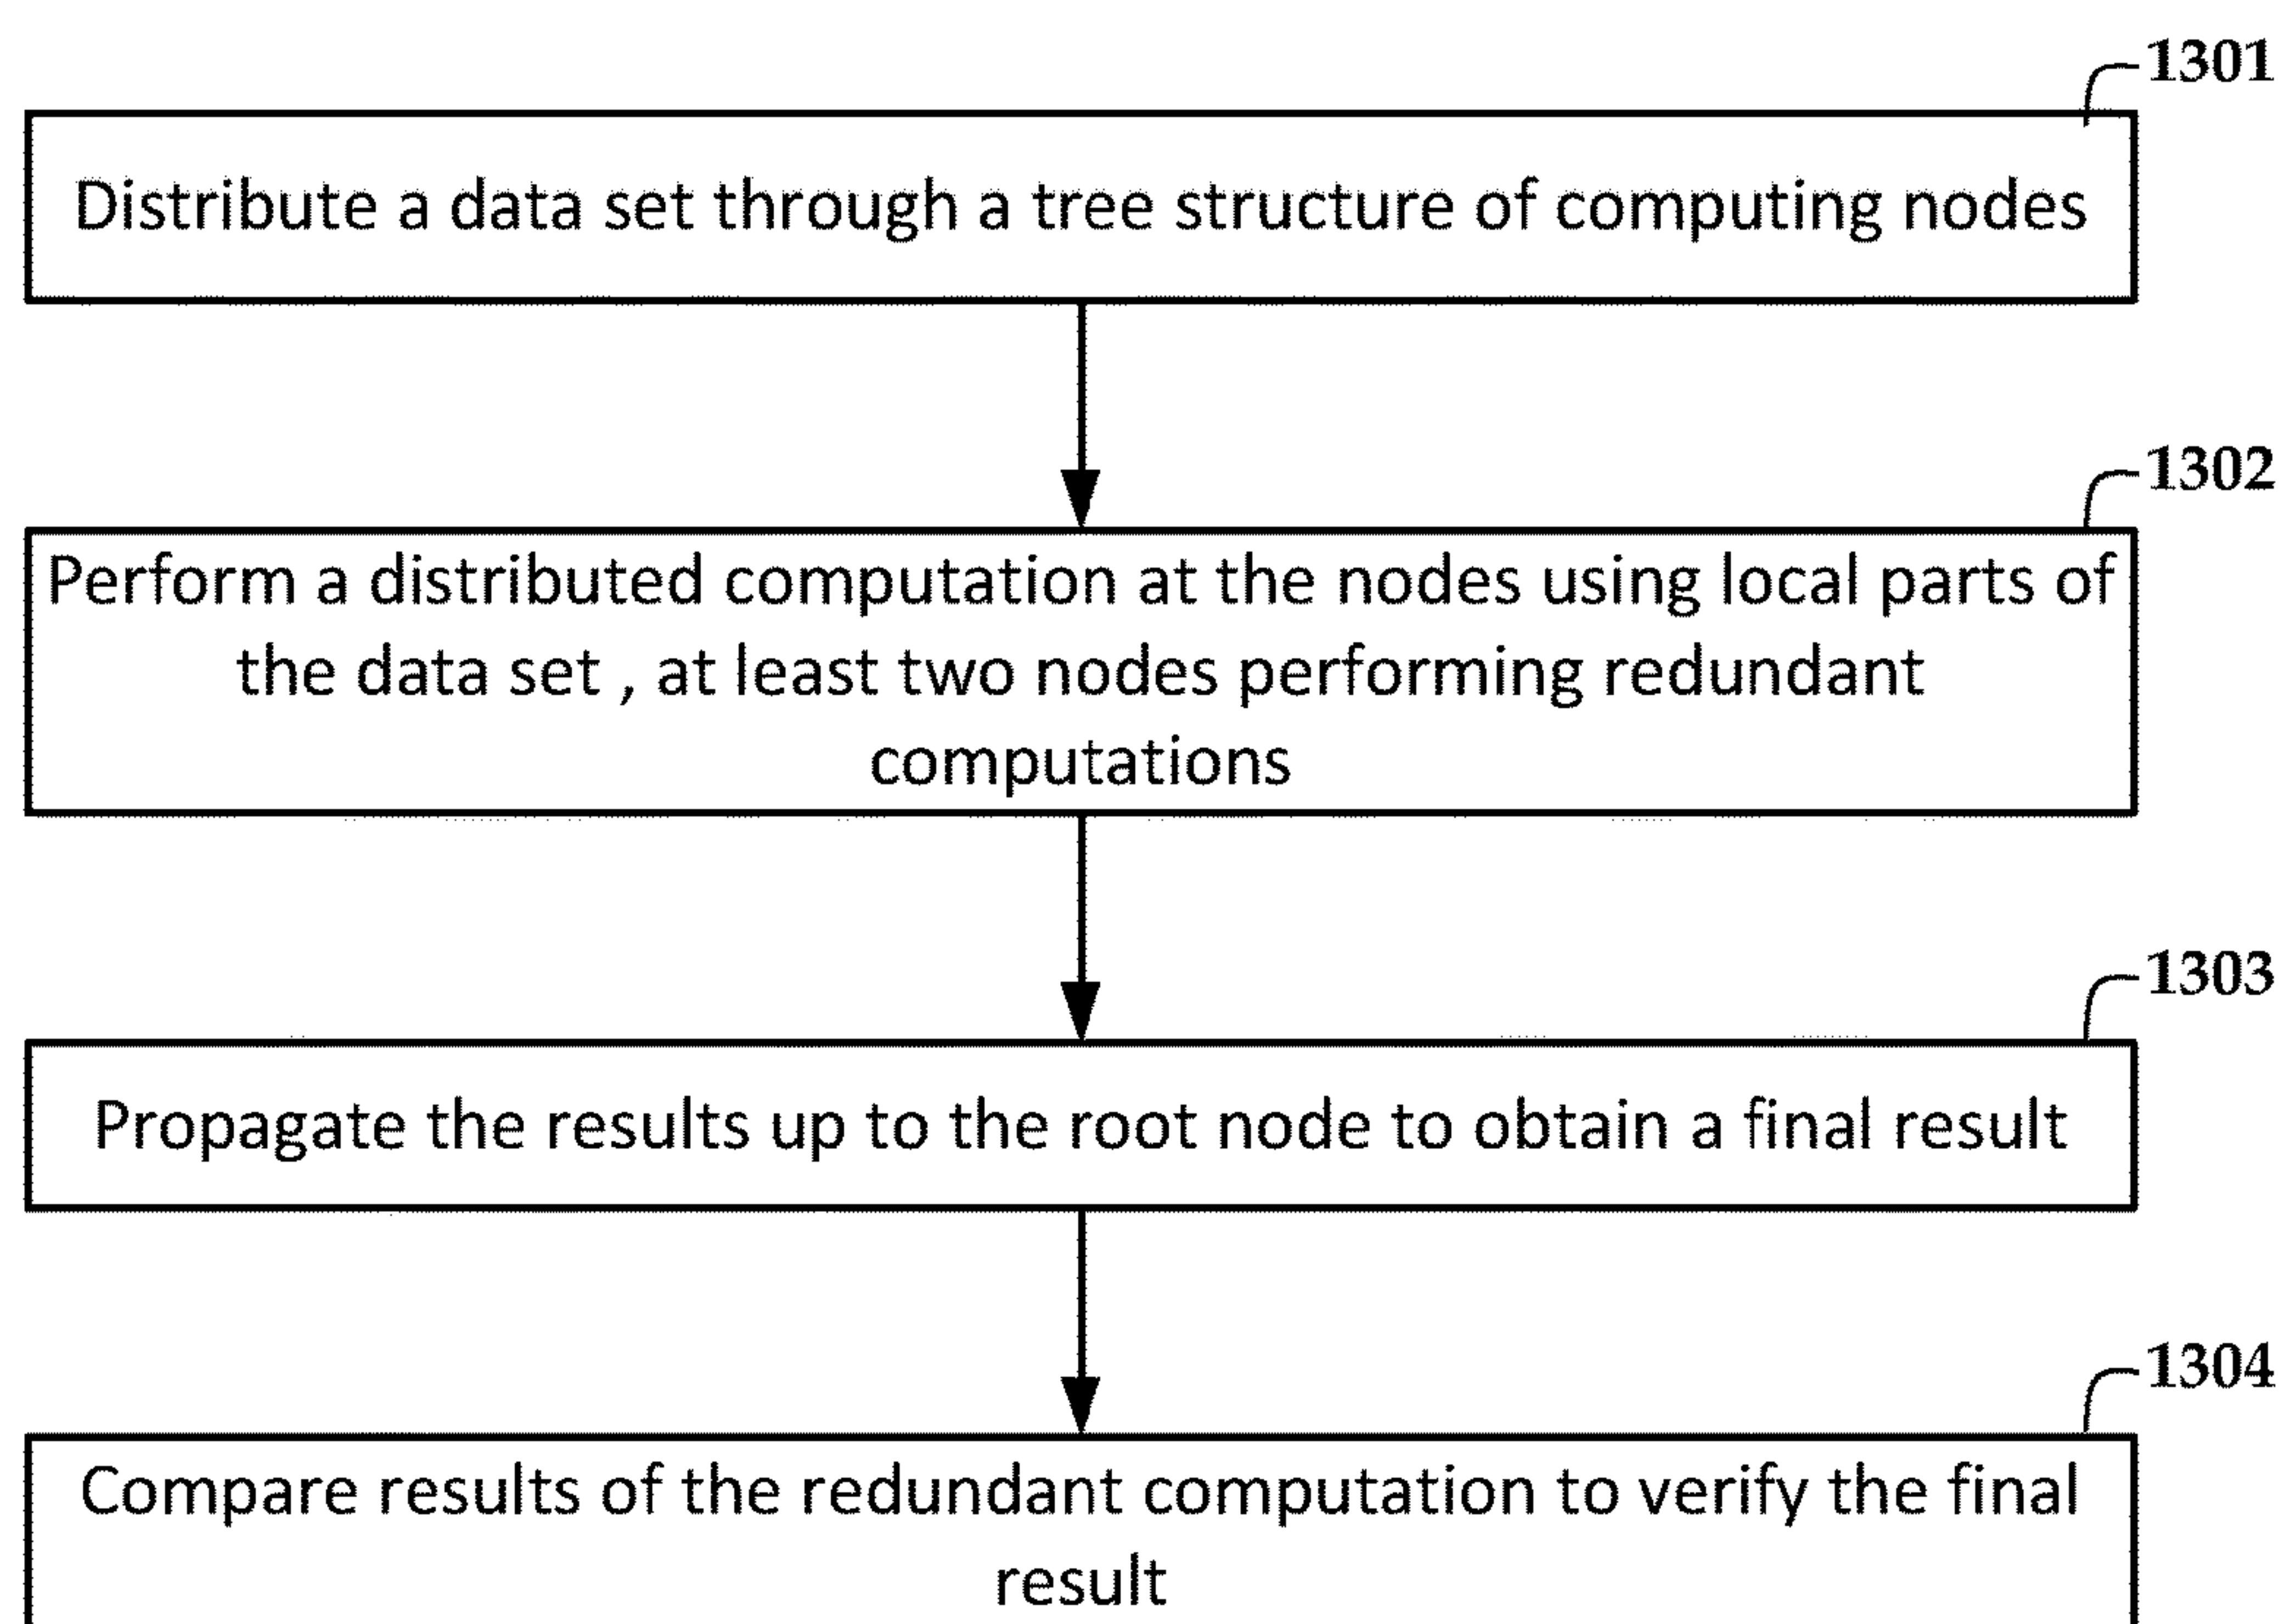 1301
Distribute a data set through a tree structure of computing nodes
1302
Perform a distributed computation at the nodes using local parts of
the data set , at least two nodes performing redundant
computations
1303
Propagate the results up to the root node to obtain a final result
1304
Compare results of the redundant computation to verify the final
result